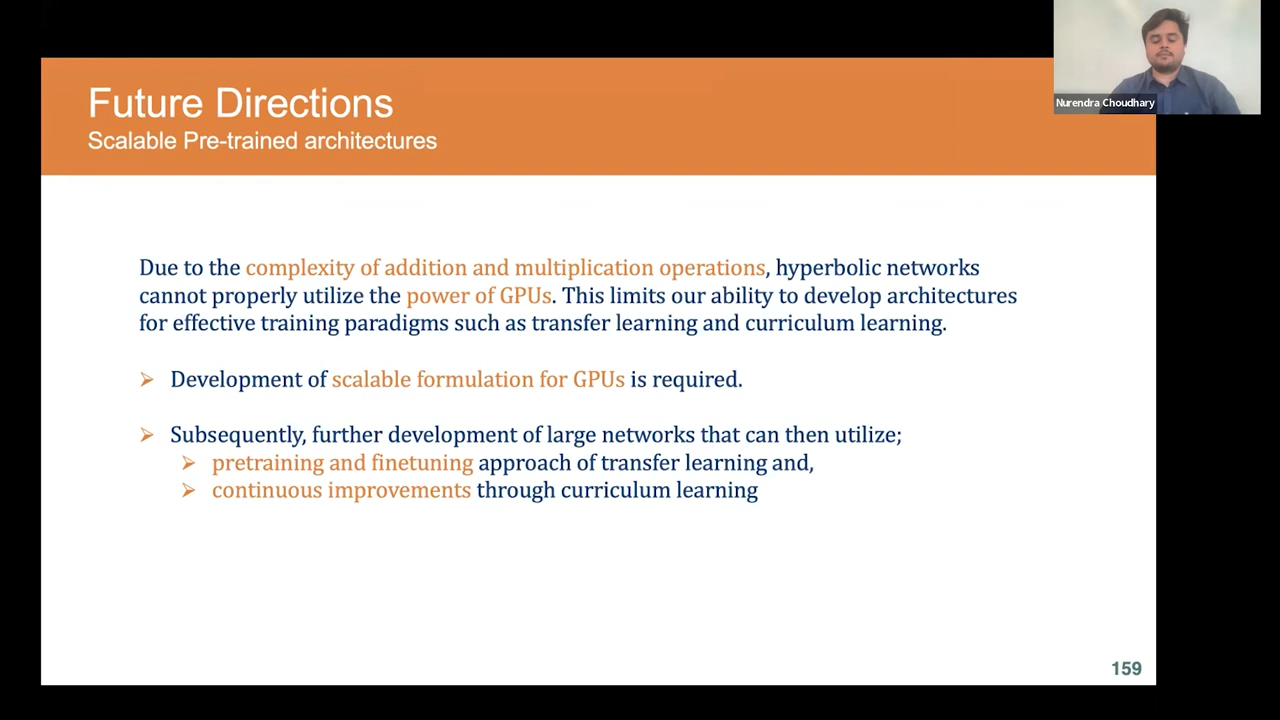 Future Directions
Scalable Pre-trained architectures
Nurendra Choudhary
Due to the complexity of addition and multiplication operations, hyperbolic networks
cannot properly utilize the power of GPUs. This limits our ability to develop architectures
for effective training paradigms such as transfer learning and curriculum learning.
➢ Development of scalable formulation for GPUs is required.
➢ Subsequently, further development of large networks that can then utilize;
➢ pretraining and finetuning approach of transfer learning and,
➢ continuous improvements through curriculum learning
159